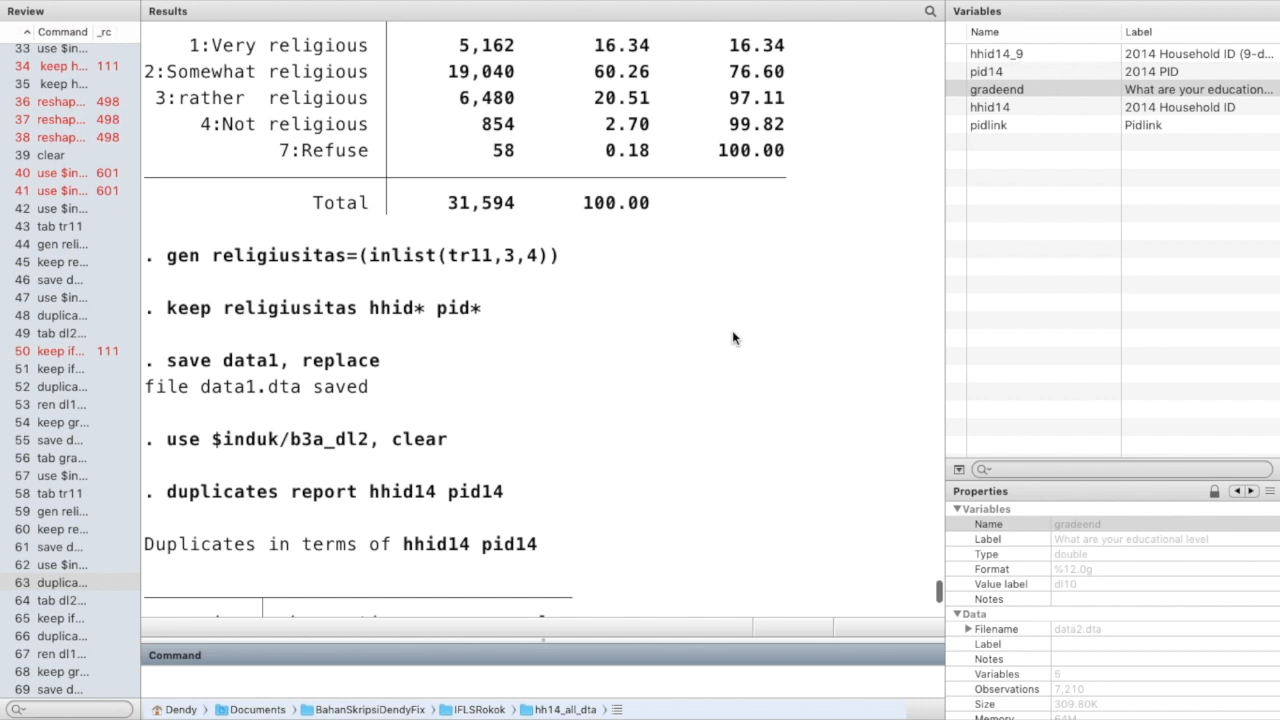 Review
Command _rc
33 use $in...
34 keep h... 111
35 keep h...
36 reshap... 498
37 reshap... 498
38 reshap... 498
39 clear
40 use $in... 601
41 use $in... 601
42 use $in...
43 tab tr11
44 gen reli...
45 keep re...
46 save d...
47 use $in...
48 duplica...
49 tab dl2...
50 keep if... 111
51 keep if...
52 duplica...
53 ren dl1...
54 keep gr...
55 save d...
56 tab gra...
57 use $in...
58 tab tr11
59 gen reli...
60 keep re...
61 save d...
62 use $in...
63 duplica...
64 tab dl2...
65 keep if...
66 duplica...
67 ren dl1...
68 keep gr...
69 save d...
Results
1:Very religious 5,162 16.34 16.34
2:Somewhat religious 19,040 60.26 76.60
3:rather religious 6,480 20.51 97.11
4:Not religious 854 2.70 99.82
7:Refuse 58 0.18 100.00
Total 31,594 100.00
. gen religiusitas=(inlist(tr11,3,4))
. keep religiusitas hhid* pid*
. save data1, replace
file data1.dta saved
. use $induk/b3a_dl2, clear
. duplicates report hhid14 pid14
Duplicates in terms of hhid14 pid14
Command
Dendy Documents BahanSkripsiDendyFix IFLSRokok hh14_all_dta
Variables
Name Label
hhid14_9 2014 Household ID (9-d...
pid14 2014 PID
gradeend What are your education...
hhid14 2014 Household ID
pidlink Pidlink
Properties
Variables
Name gradeend
Label What are your educational level
Type double
Format %12.0g
Value label dl10
Notes
Data
Filename data2.dta
Label
Notes
Variables 5
Observations 7,210
Size 309.80K
Memory 64M